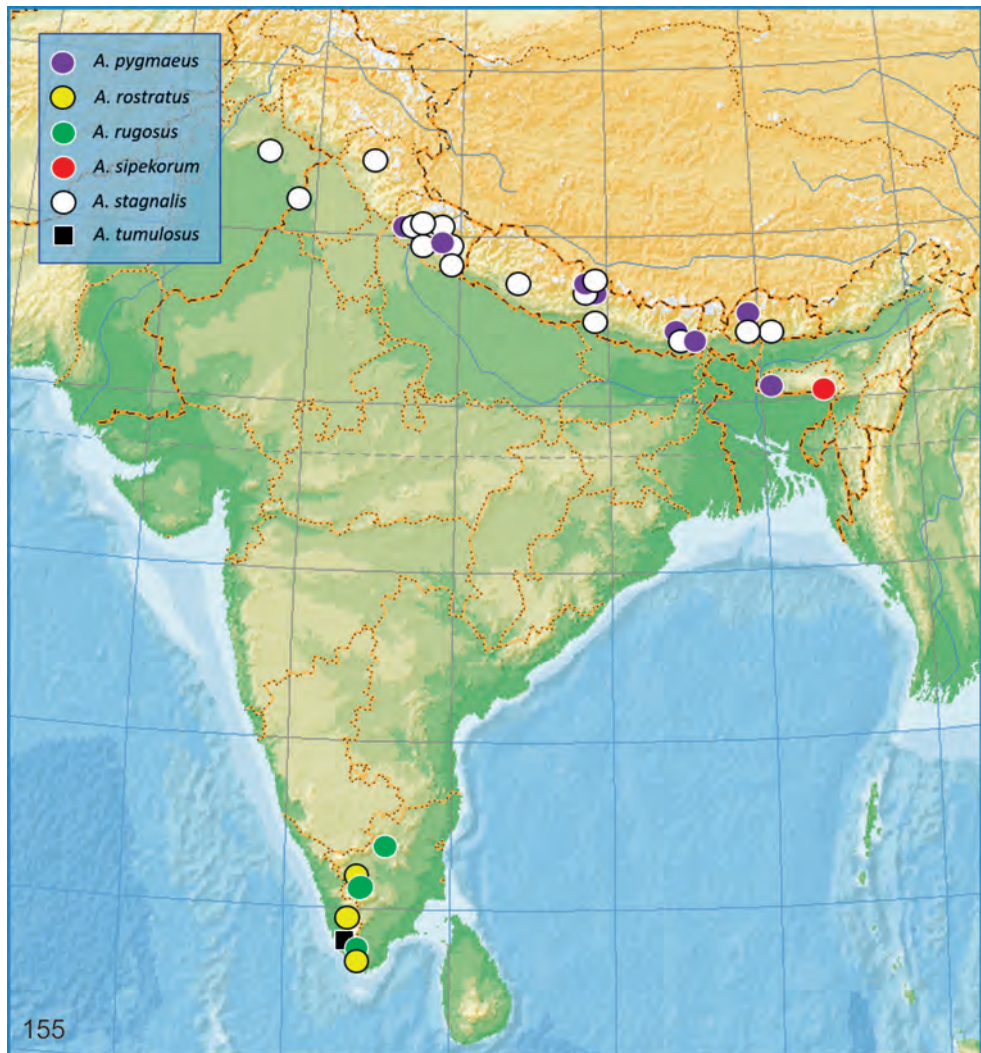 A. pygmaeus
A. rostratus
A. rugosus
A. sipekorum
A. stagnalis
A. tumulosus
155